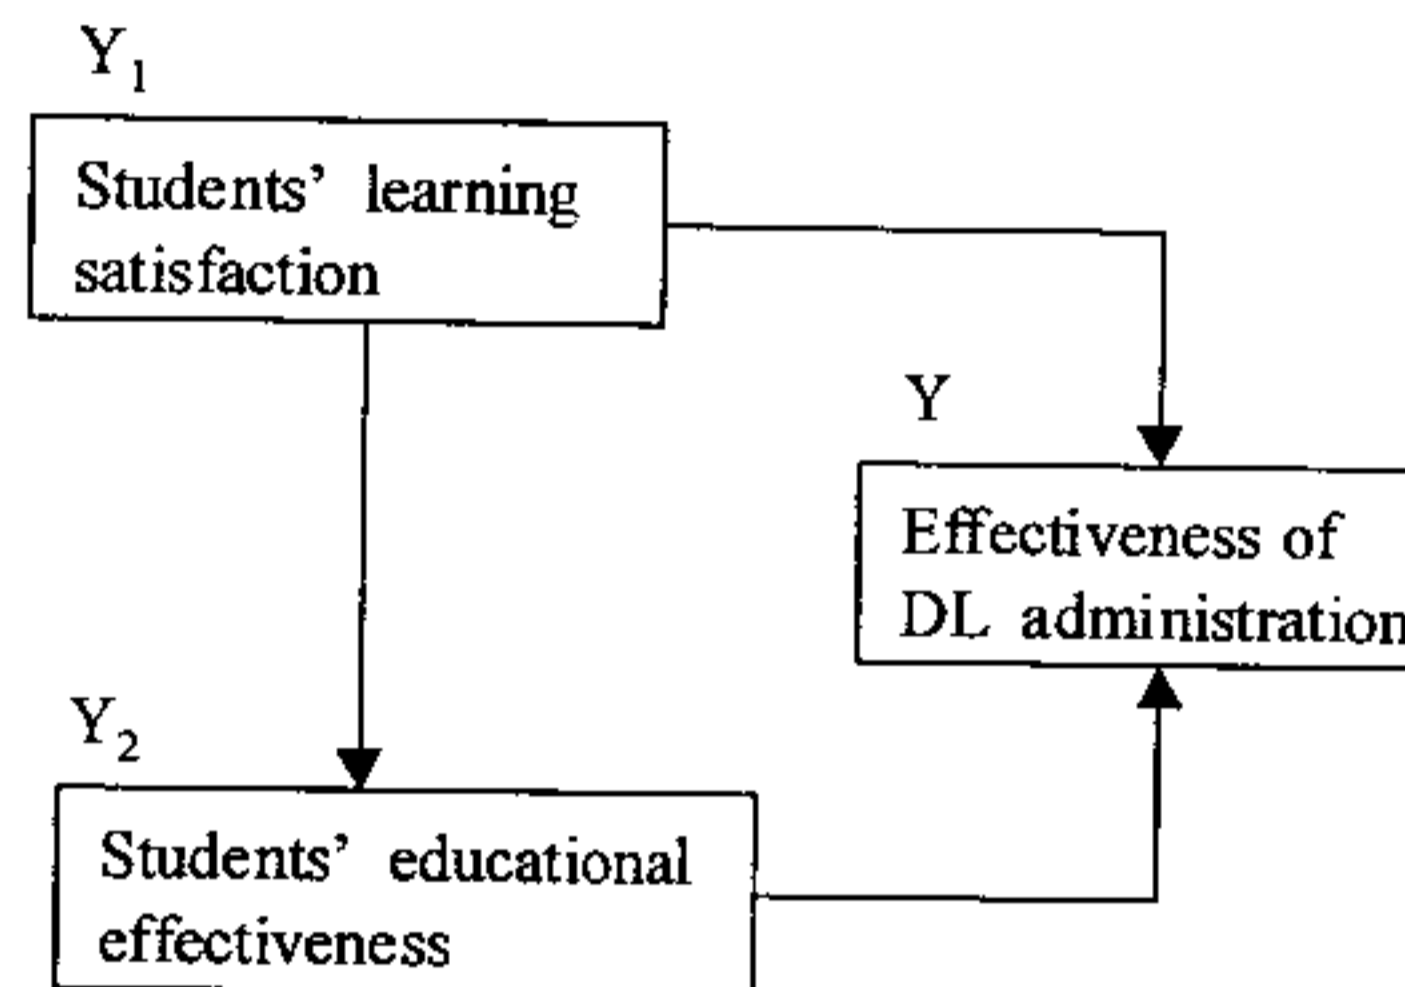 Y₁
Students’ learning
satisfaction
Y
Effectiveness of
DL administration
Y₂
Students’ educational
effectiveness